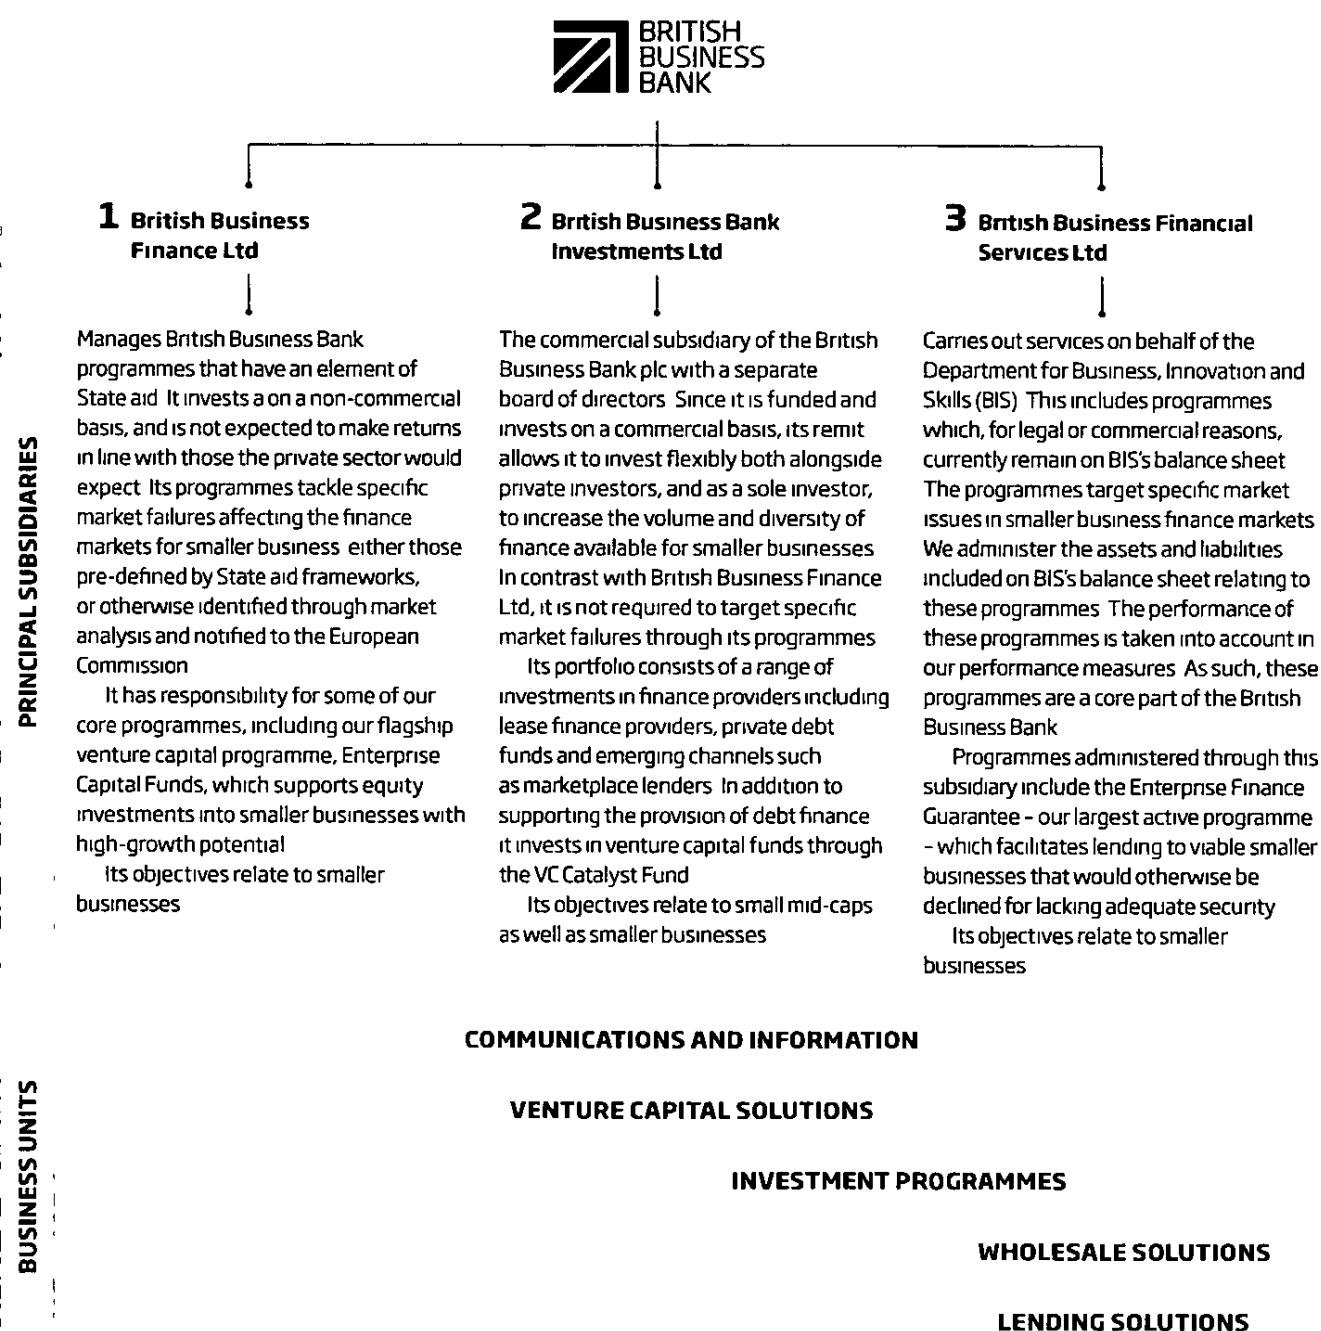 BRITISH
BUSINESS
BANK
1 British Business
Finance Ltd
2 British Business Bank
Investments Ltd
3 British Business Financial
Services Ltd
PRINCIPAL SUBSIDIARIES
Manages British Business Bank
programmes that have an element of
State aid It invests a on a non-commercial
basis, and is not expected to make returns
in line with those the private sector would
expect Its programmes tackle specific
market failures affecting the finance
markets for smaller business either those
pre-defined by State aid frameworks,
or otherwise identified through market
analysis and notified to the European
Commission
It has responsibility for some of our
core programmes, including our flagship
venture capital programme, Enterprise
Capital Funds, which supports equity
investments into smaller businesses with
high-growth potential
Its objectives relate to smaller
businesses
The commercial subsidiary of the British
Business Bank plc with a separate
board of directors Since it is funded and
invests on a commercial basis, its remit
allows it to invest flexibly both alongside
private investors, and as a sole investor,
to increase the volume and diversity of
finance available for smaller businesses
In contrast with British Business Finance
Ltd, it is not required to target specific
market failures through its programmes
Its portfolio consists of a range of
investments in finance providers including
lease finance providers, private debt
funds and emerging channels such
as marketplace lenders In addition to
supporting the provision of debt finance
it invests in venture capital funds through
the VC Catalyst Fund
Its objectives relate to small mid-caps
as well as smaller businesses
Carries out services on behalf of the
Department for Business, Innovation and
Skills (BIS) This includes programmes
which, for legal or commercial reasons,
currently remain on BIS's balance sheet
The programmes target specific market
issues in smaller business finance markets
We administer the assets and liabilities
included on BIS's balance sheet relating to
these programmes The performance of
these programmes is taken into account in
our performance measures As such, these
programmes are a core part of the British
Business Bank
Programmes administered through this
subsidiary include the Enterprise Finance
Guarantee – our largest active programme
– which facilitates lending to viable smaller
businesses that would otherwise be
declined for lacking adequate security
Its objectives relate to smaller
businesses
BUSINESS UNITS
COMMUNICATIONS AND INFORMATION
VENTURE CAPITAL SOLUTIONS
INVESTMENT PROGRAMMES
WHOLESALE SOLUTIONS
LENDING SOLUTIONS